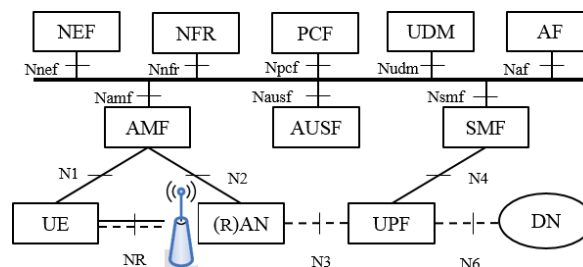 NEF NFR PCF UDM AF
Nnef Nnfr Npcf Nudm Naf
Namf Nausf Nsmf
AMF AUSF SMF
N1 N2 N4
UE (R)AN UPF DN
NR N3 N6